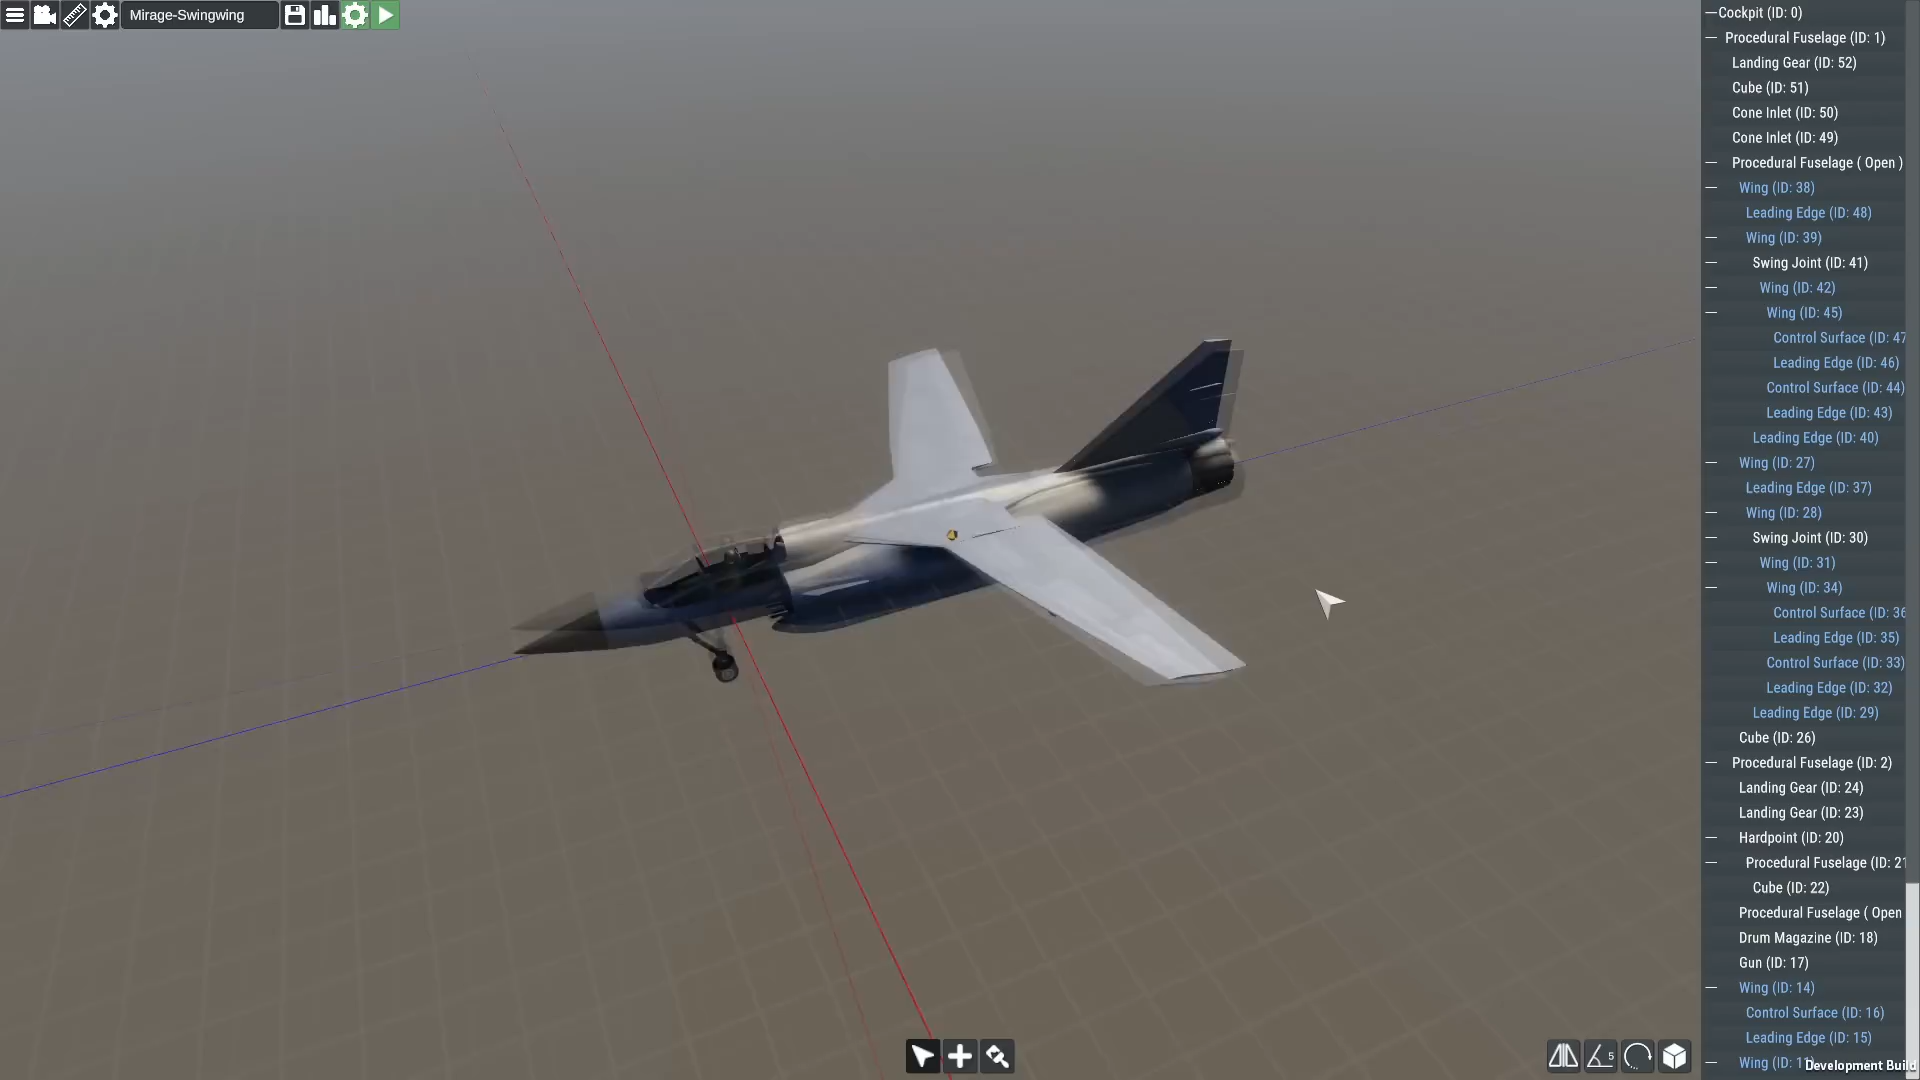 Mirage-Swingwing
Cockpit (ID: 0)
Procedural Fuselage (ID: 1)
Landing Gear (ID: 52)
Cube (ID: 51)
Cone Inlet (ID: 50)
Cone Inlet (ID: 49)
Procedural Fuselage ( Open )
Wing (ID: 38)
Leading Edge (ID: 48)
Wing (ID: 39)
Swing Joint (ID: 41)
Wing (ID: 42)
Wing (ID: 45)
Control Surface (ID: 47
Leading Edge (ID: 46)
Control Surface (ID: 44)
Leading Edge (ID: 43)
Leading Edge (ID: 40)
Wing (ID: 27)
Leading Edge (ID: 37)
Wing (ID: 28)
Swing Joint (ID: 30)
Wing (ID: 31)
Wing (ID: 34)
Control Surface (ID: 36
Leading Edge (ID: 35)
Control Surface (ID: 33)
Leading Edge (ID: 32)
Leading Edge (ID: 29)
Cube (ID: 26)
Procedural Fuselage (ID: 2)
Landing Gear (ID: 24)
Landing Gear (ID: 23)
Hardpoint (ID: 20)
Procedural Fuselage (ID: 21
Cube (ID: 22)
Procedural Fuselage ( Open
Drum Magazine (ID: 18)
Gun (ID: 17)
Wing (ID: 14)
Control Surface (ID: 16)
Leading Edge (ID: 15)
Wing (ID: 11)
Development Build
5